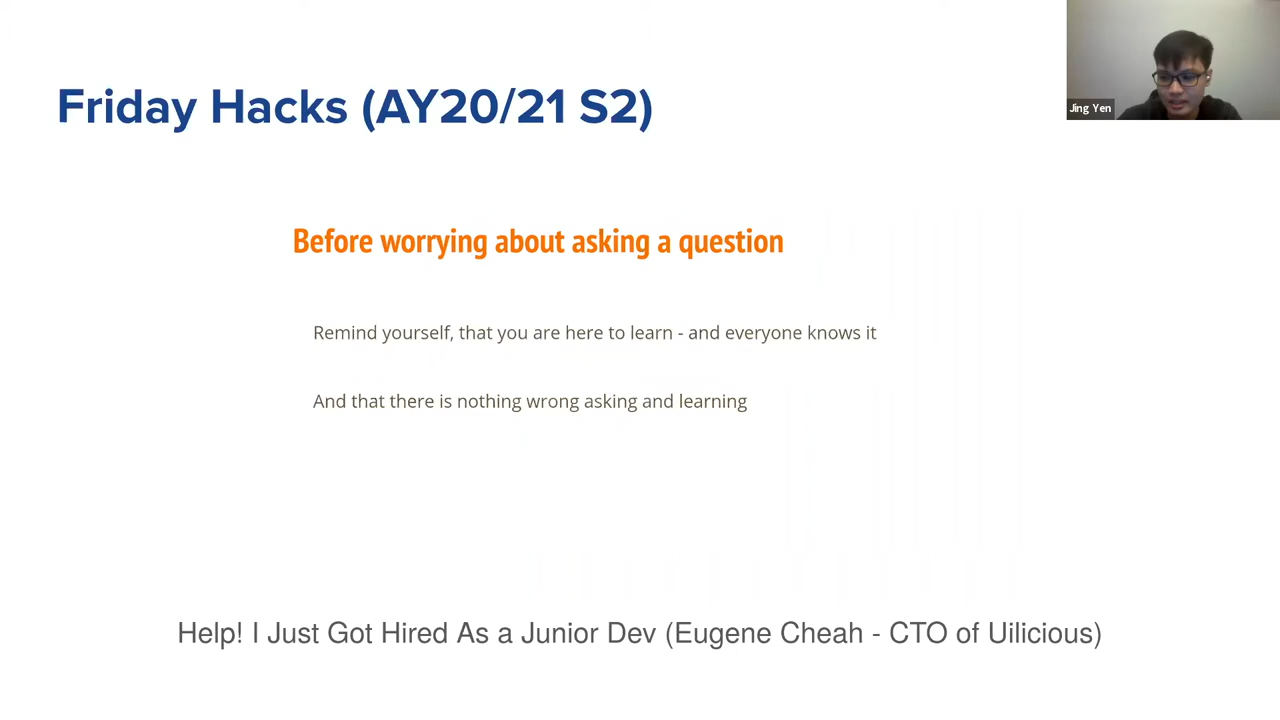 Friday Hacks (AY20/21 S2)
Jing Yen
Before worrying about asking a question
Remind yourself, that you are here to learn - and everyone knows it
And that there is nothing wrong asking and learning
Help! I Just Got Hired As a Junior Dev (Eugene Cheah - CTO of Uilicious)